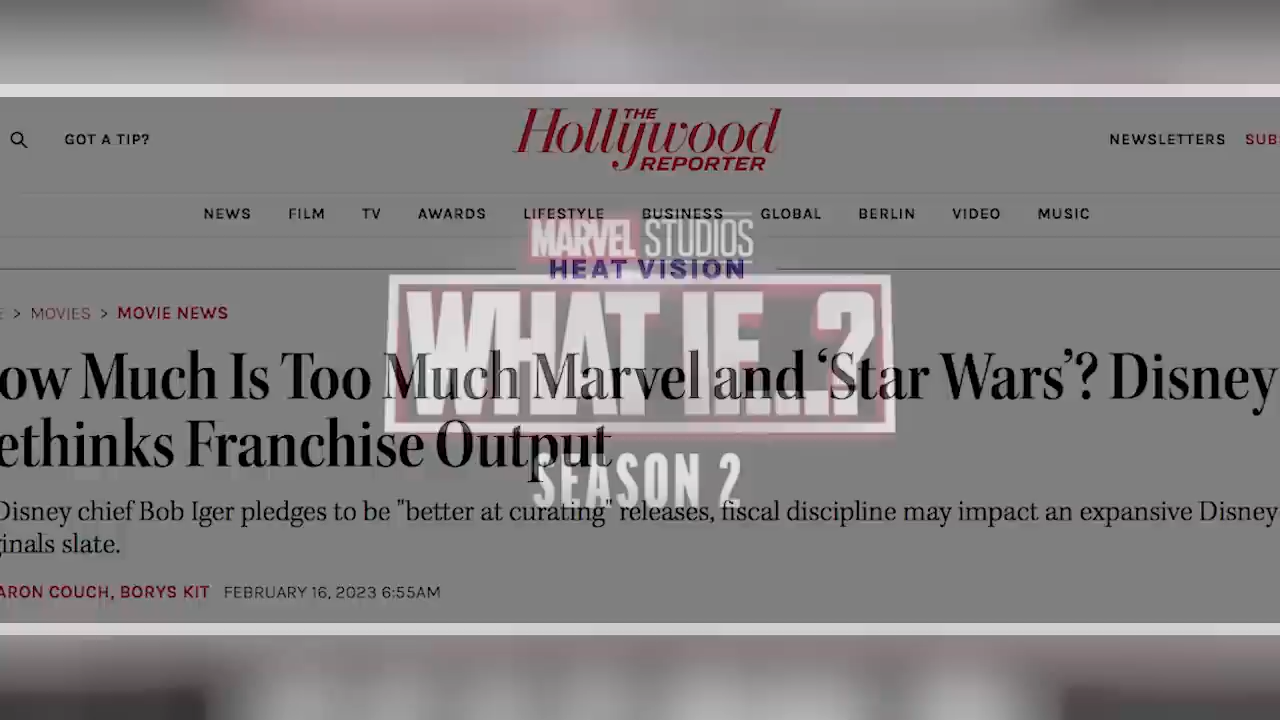 GOT A TIP?
THE
Hollywood
REPORTER
NEWSLETTERS SUB
NEWS FILM TV AWARDS LIFESTYLE BUSINESS GLOBAL BERLIN VIDEO MUSIC
MARVEL STUDIOS
HEAT VISION
WHAT IF...?
SEASON 2
E > MOVIES > MOVIE NEWS
ow Much Is Too Much Marvel and ‘Star Wars’? Disney
ethinks Franchise Output
Disney chief Bob Iger pledges to be "better at curating" releases, fiscal discipline may impact an expansive Disney
ginals slate.
ARON COUCH, BORYS KIT FEBRUARY 16, 2023 6:55AM